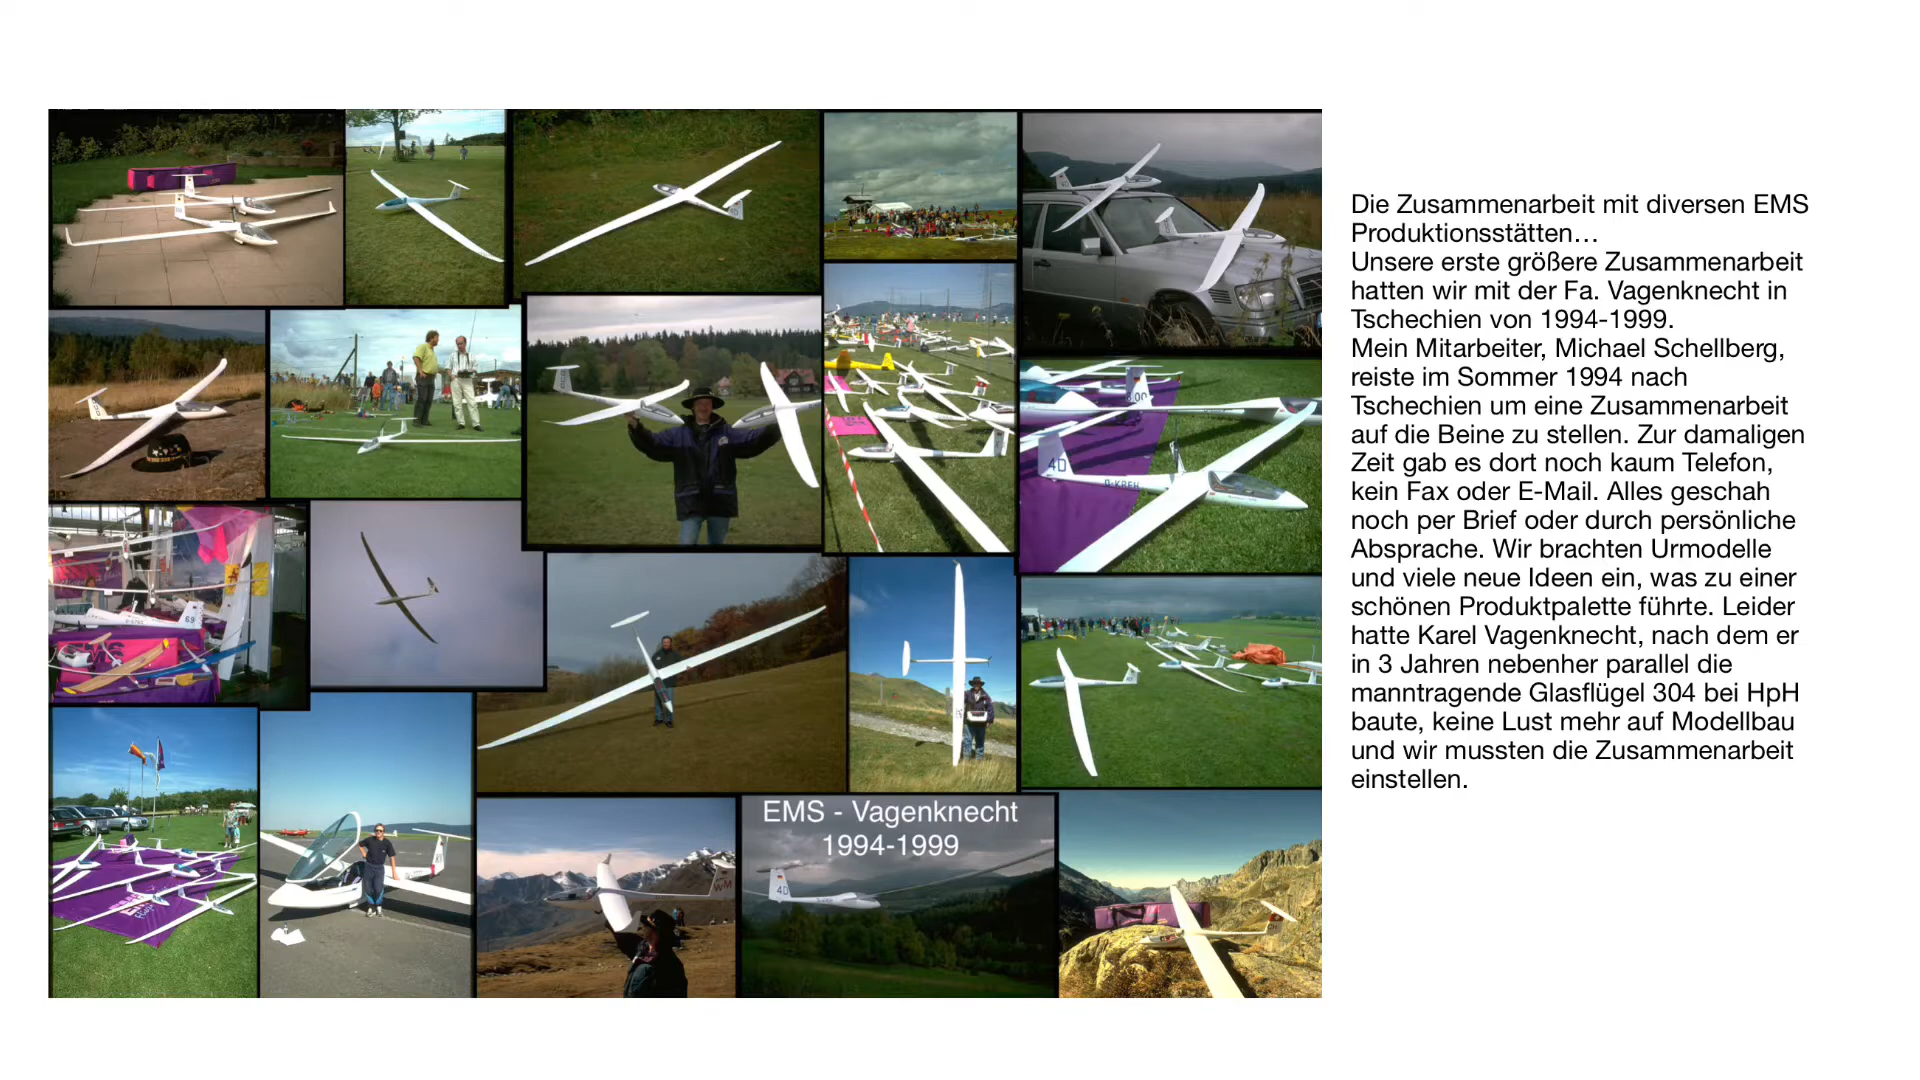 Die Zusammenarbeit mit diversen EMS
Produktionsstätten…
Unsere erste größere Zusammenarbeit
hatten wir mit der Fa. Vagenknecht in
Tschechien von 1994-1999.
Mein Mitarbeiter, Michael Schellberg,
reiste im Sommer 1994 nach
Tschechien um eine Zusammenarbeit
auf die Beine zu stellen. Zur damaligen
Zeit gab es dort noch kaum Telefon,
kein Fax oder E-Mail. Alles geschah
noch per Brief oder durch persönliche
Absprache. Wir brachten Urmodelle
und viele neue Ideen ein, was zu einer
schönen Produktpalette führte. Leider
hatte Karel Vagenknecht, nach dem er
in 3 Jahren nebenher parallel die
manntragende Glasflügel 304 bei HpH
baute, keine Lust mehr auf Modellbau
und wir mussten die Zusammenarbeit
einstellen.
4D
69
EMS
EMS - Vagenknecht
1994-1999
WM
4D